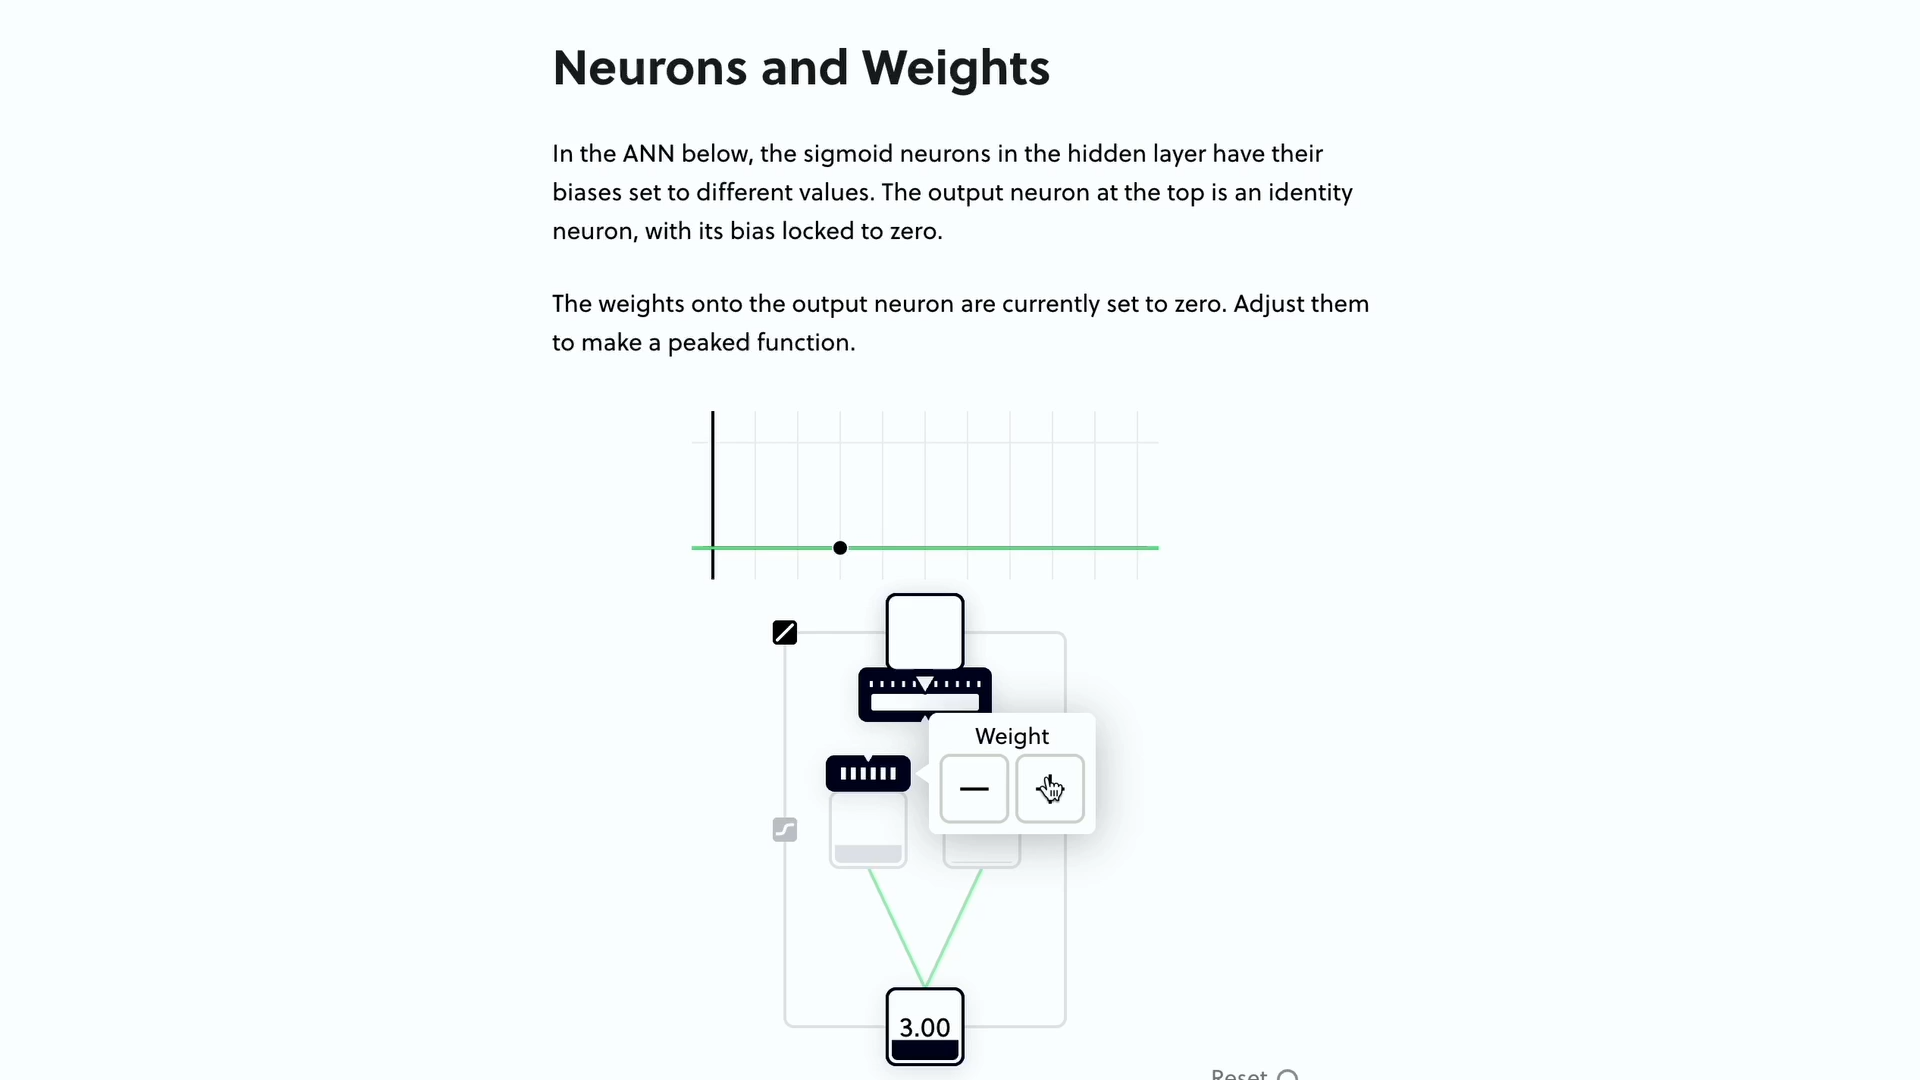 Neurons and Weights
In the ANN below, the sigmoid neurons in the hidden layer have their
biases set to different values. The output neuron at the top is an identity
neuron, with its bias locked to zero.
The weights onto the output neuron are currently set to zero. Adjust them
to make a peaked function.
Weight
3.00
Reset